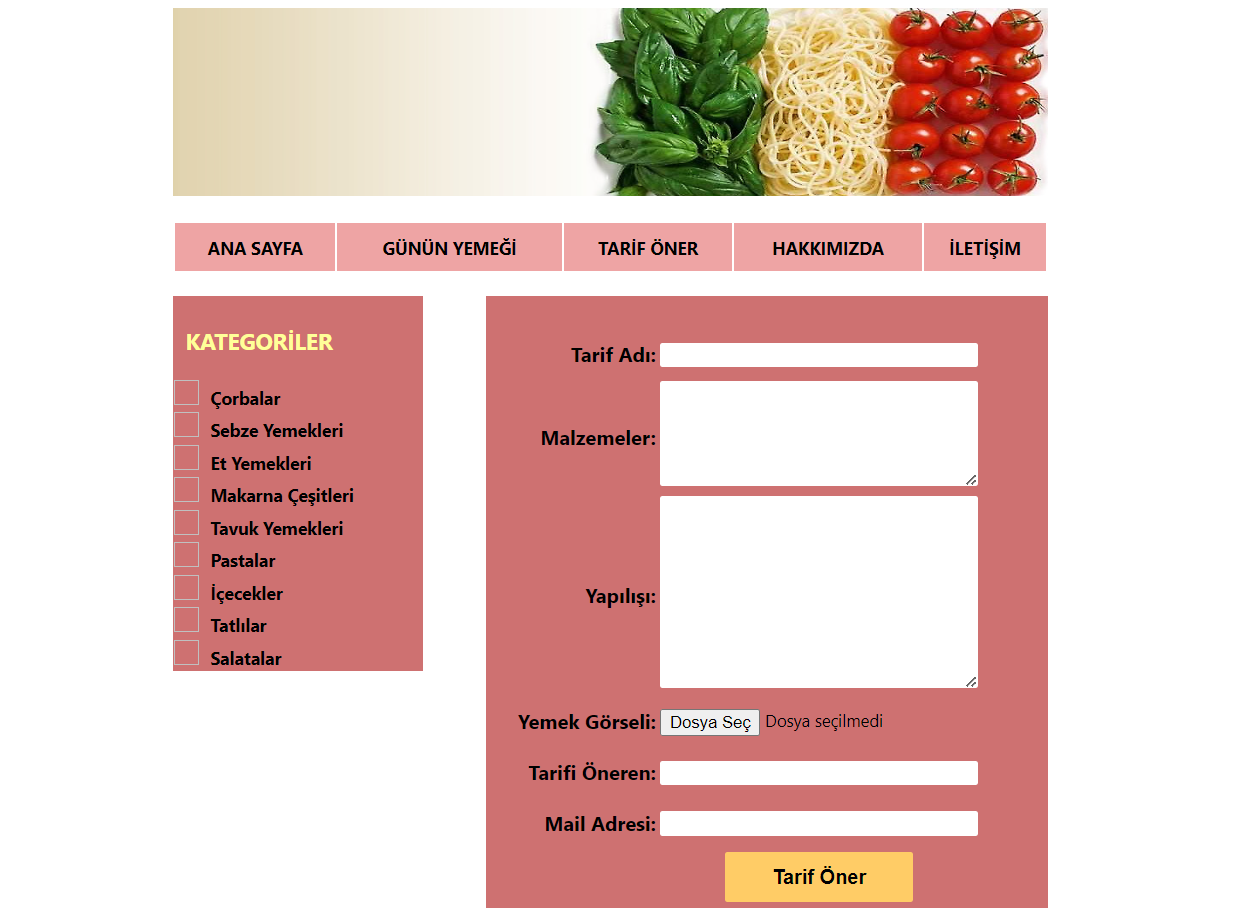 ANA SAYFA GÜNÜN YEMEĞİ TARİF ÖNER HAKKIMIZDA İLETİŞİM
KATEGORİLER
Çorbalar
Sebze Yemekleri
Et Yemekleri
Makarna Çeşitleri
Tavuk Yemekleri
Pastalar
İçecekler
Tatlılar
Salatalar
Tarif Adı:
Malzemeler:
Yapılışı:
Yemek Görseli: Dosya Seç Dosya seçilmedi
Tarifi Öneren:
Mail Adresi:
Tarif Öner